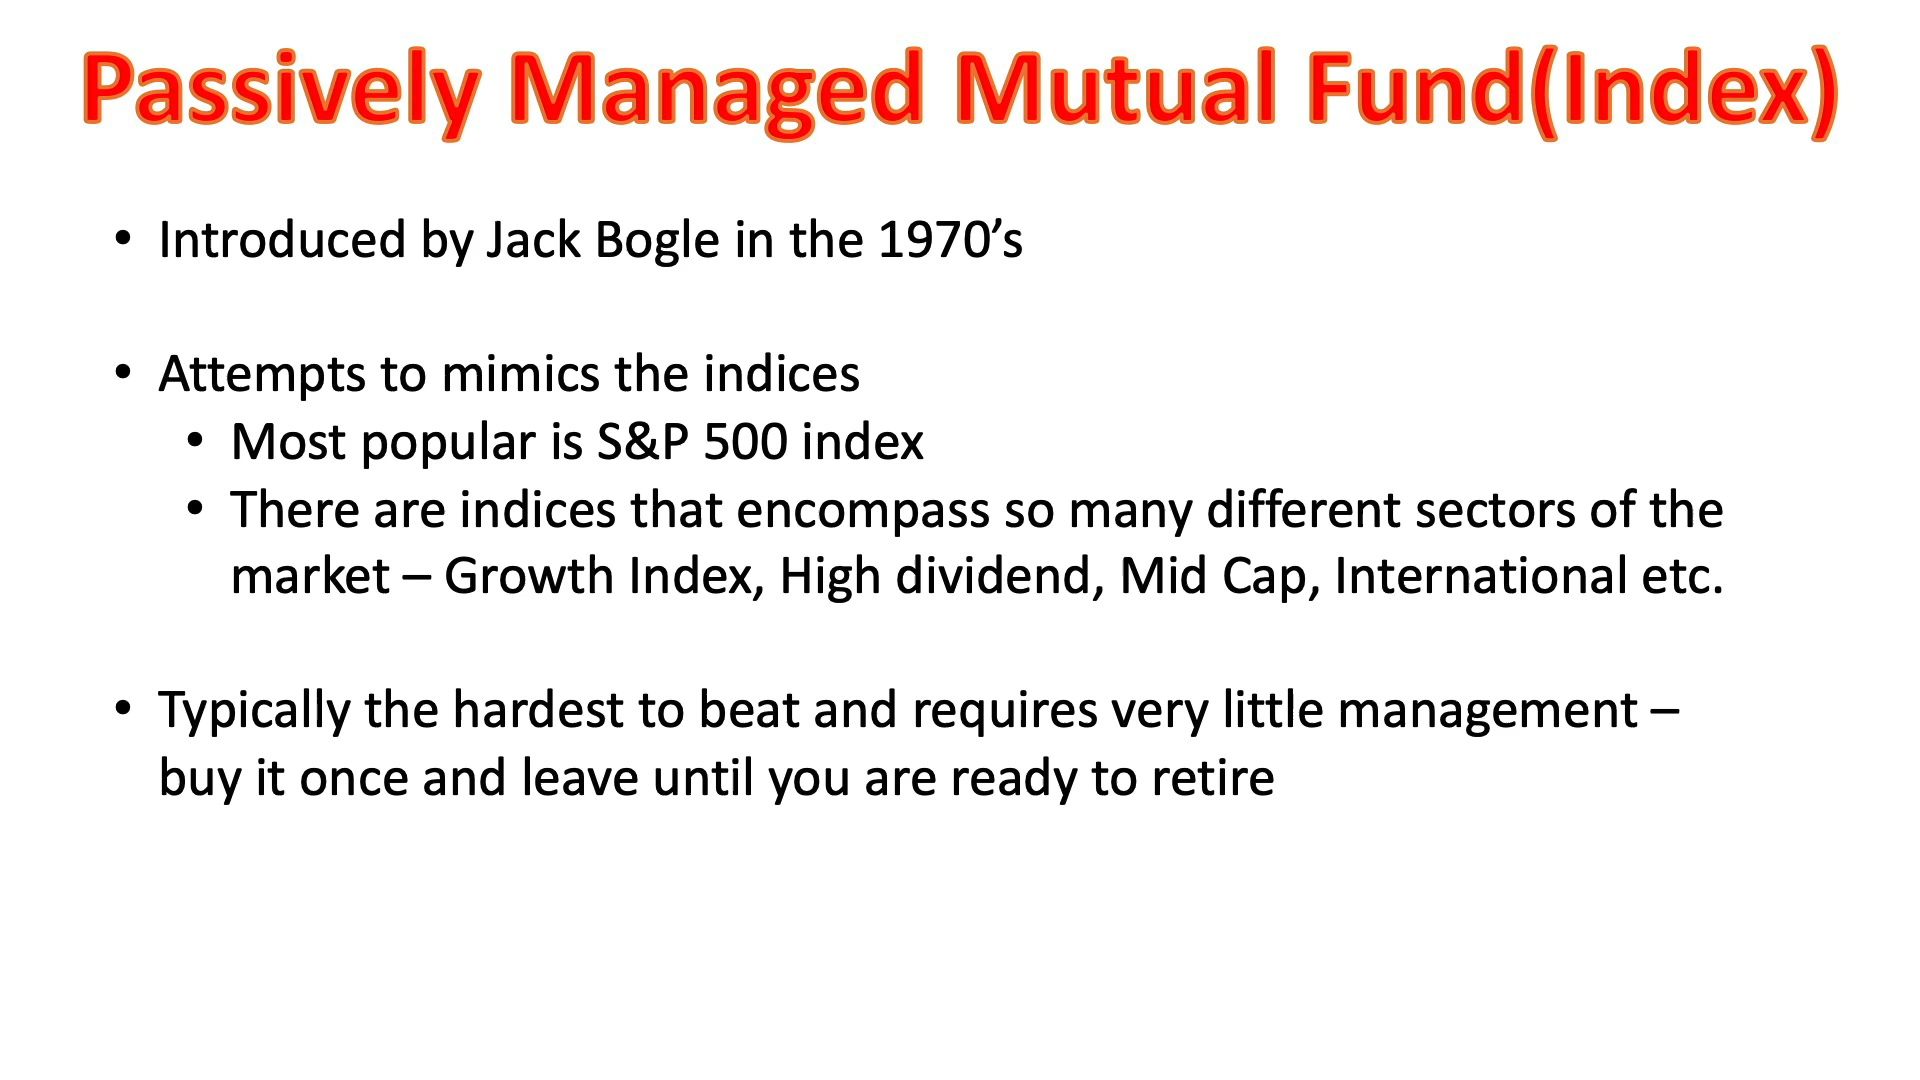 Passively Managed Mutual Fund(Index)
• Introduced by Jack Bogle in the 1970’s
• Attempts to mimics the indices
• Most popular is S&P 500 index
• There are indices that encompass so many different sectors of the
market – Growth Index, High dividend, Mid Cap, International etc.
• Typically the hardest to beat and requires very little management –
buy it once and leave until you are ready to retire